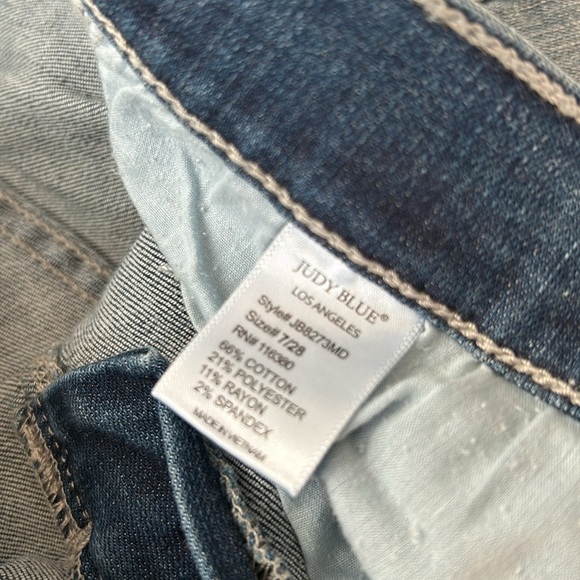 JUDY BLUE®
LOS ANGELES
Style# JB8273MD
Size# 7/28
RN# 116380
66% COTTON
21% POLYESTER
11% RAYON
2% SPANDEX
MADE IN VIETNAM